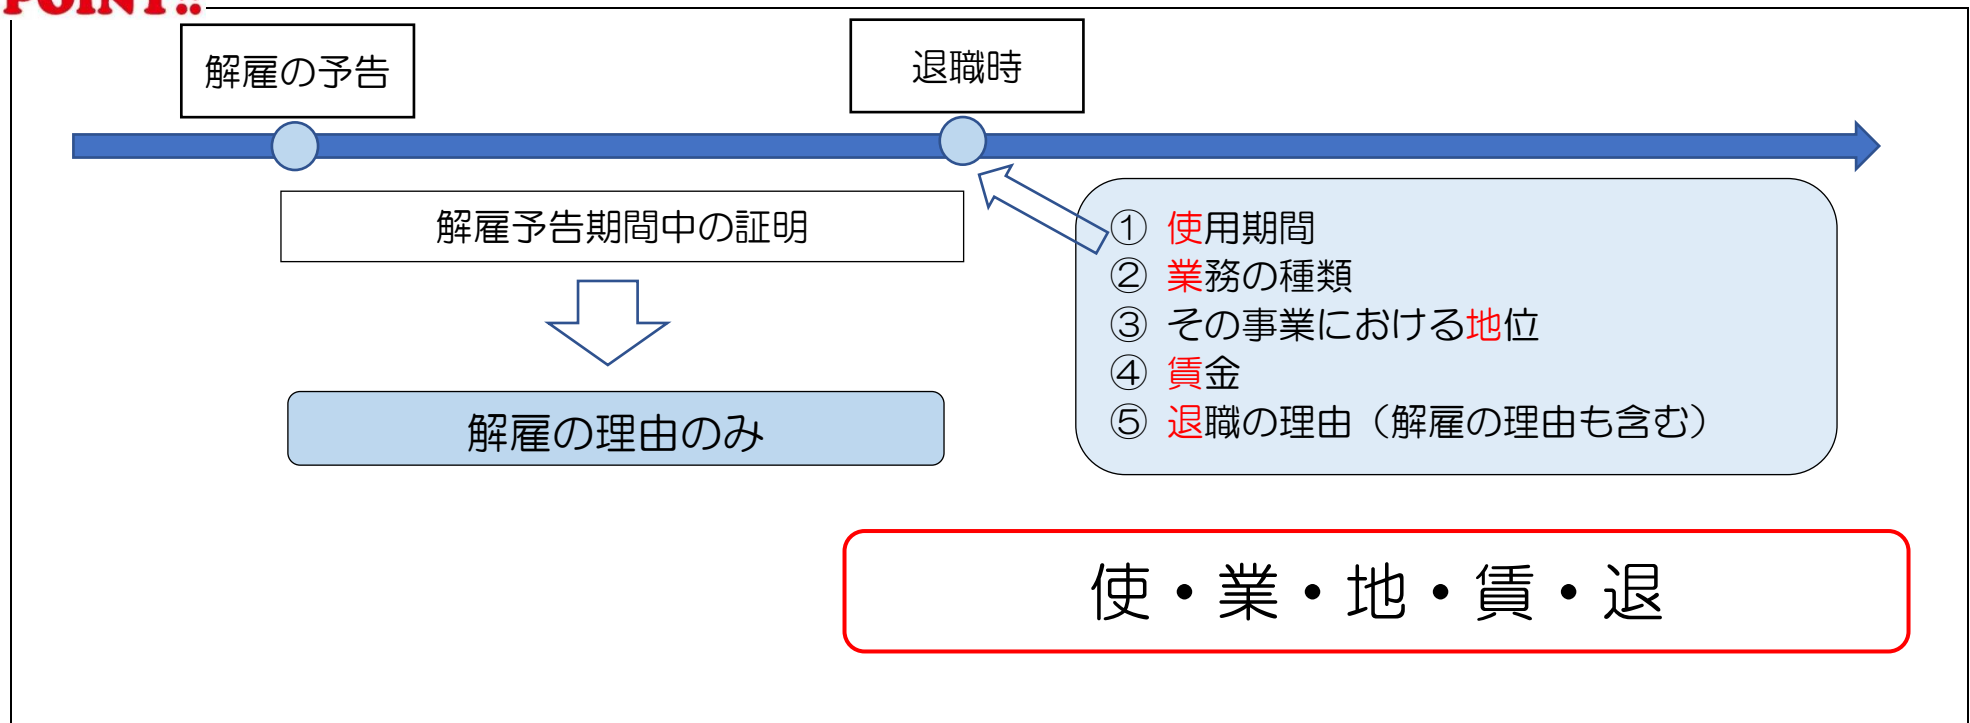 POINT!!
解雇の予告
退職時
解雇予告期間中の証明
解雇の理由のみ
① 使用期間
② 業務の種類
③ その事業における地位
④ 賃金
⑤ 退職の理由（解雇の理由も含む）
使・業・地・賃・退